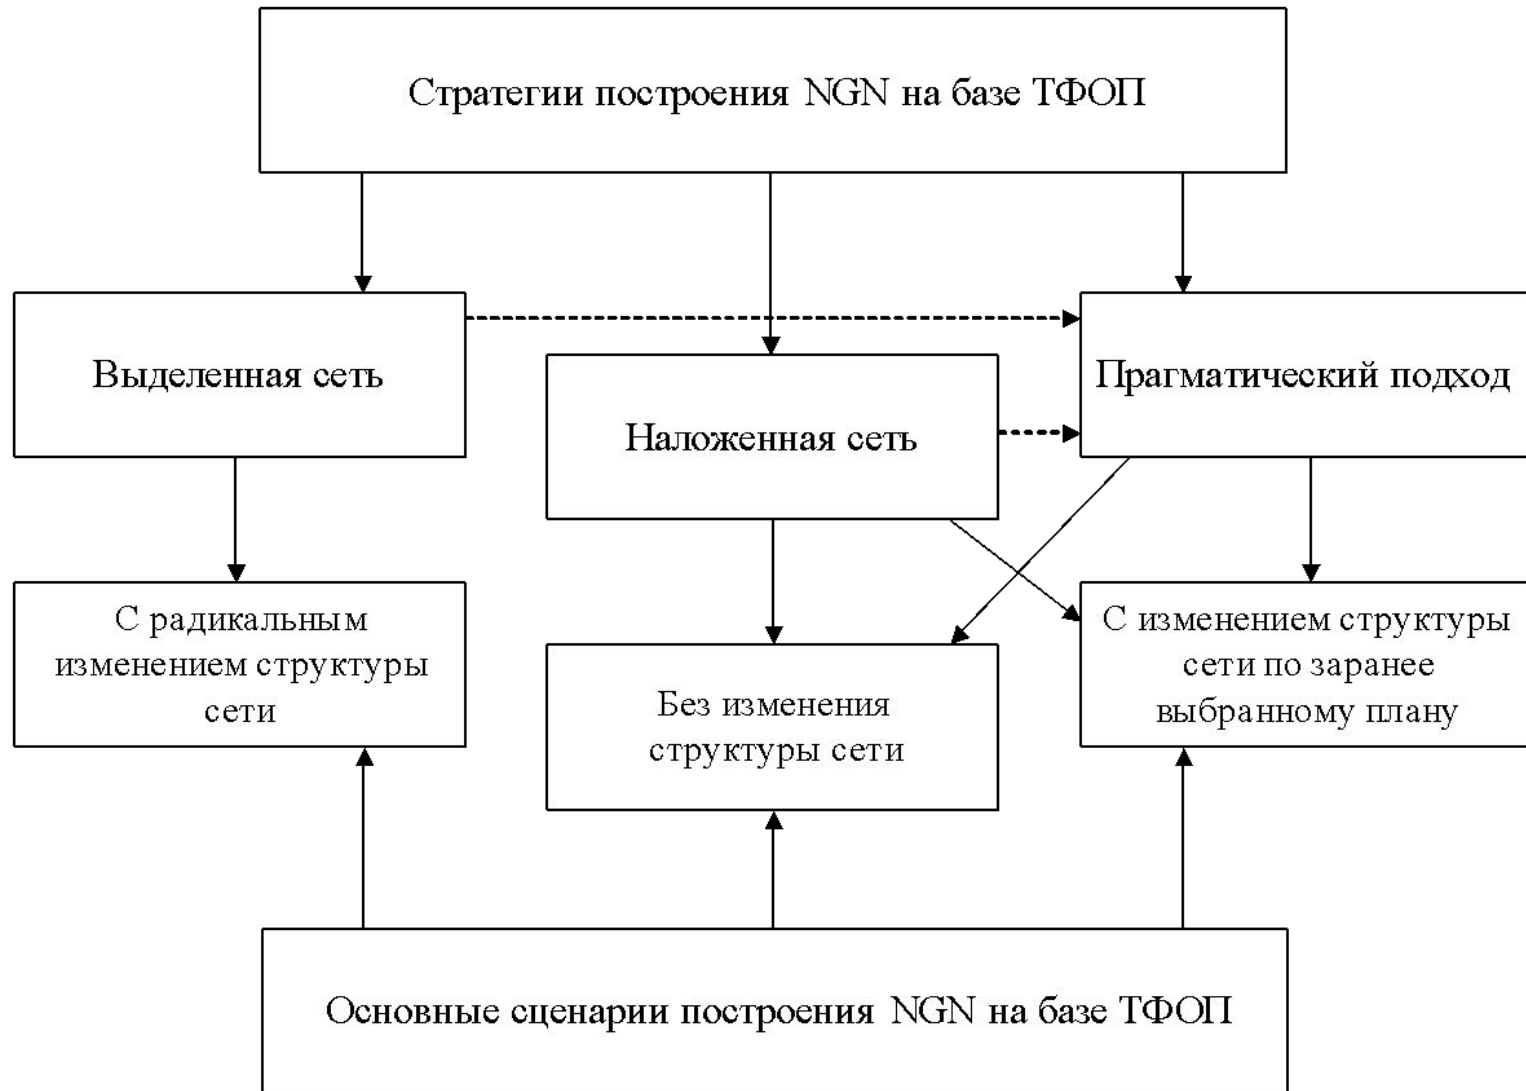 Стратегии построения NGN на базе ТФОП
Выделенная сеть
Наложенная сеть
Прагматический подход
С радикальным
изменением структуры
сети
Без изменения
структуры сети
С изменением структуры
сети по заранее
выбранному плану
Основные сценарии построения NGN на базе ТФОП